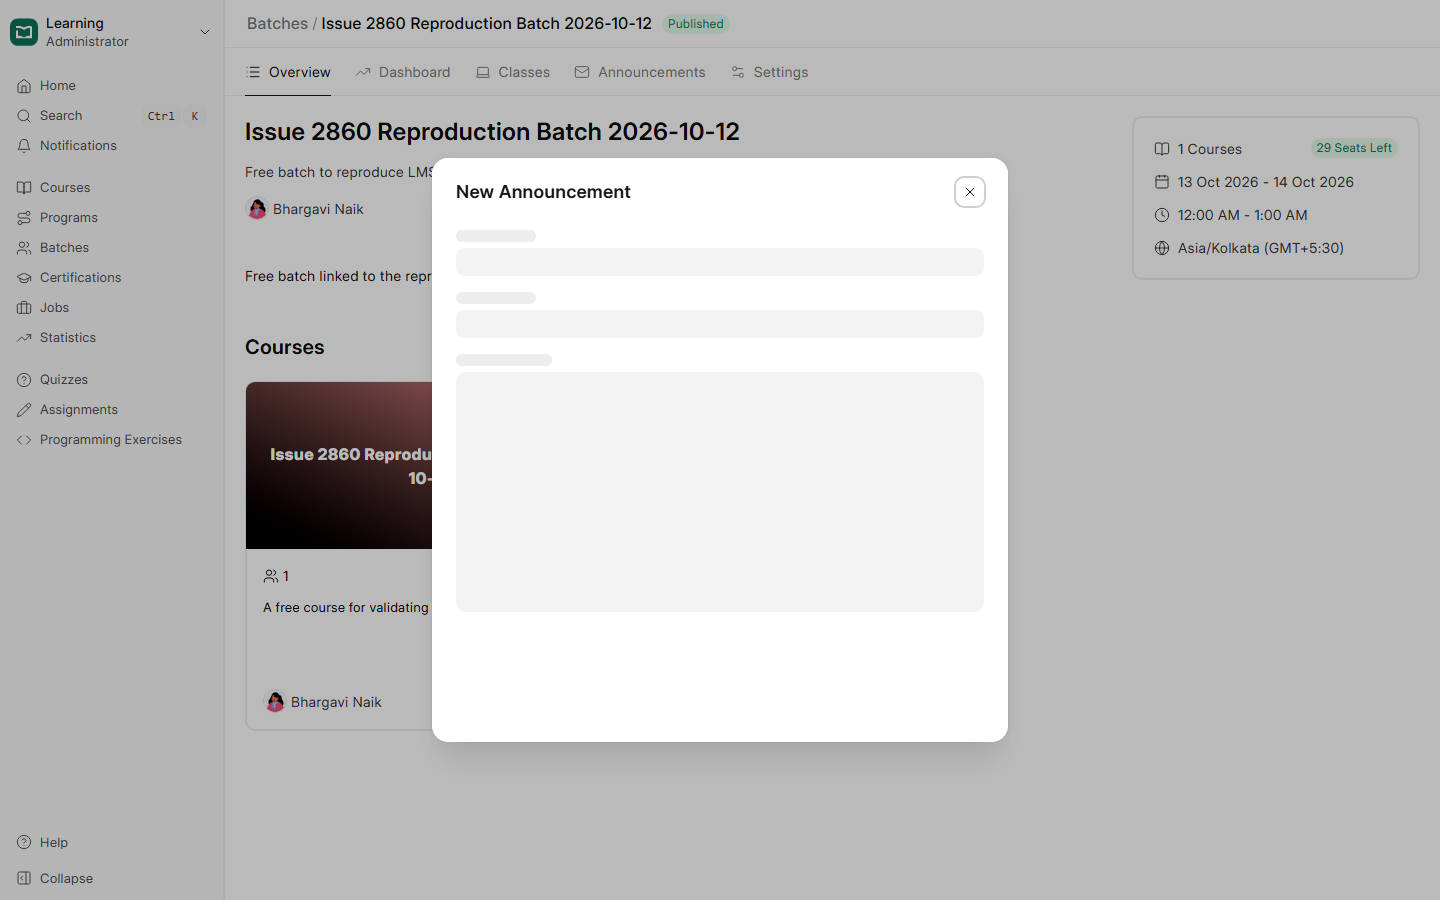 Learning
Administrator
Home
Search Ctrl K
Notifications
Courses
Programs
Batches
Certifications
Jobs
Statistics
Quizzes
Assignments
Programming Exercises
Help
Collapse
Batches / Issue 2860 Reproduction Batch 2026-10-12 Published
Overview Dashboard Classes Announcements Settings
Issue 2860 Reproduction Batch 2026-10-12
Free batch to reproduce LMS
Bhargavi Naik
Free batch linked to the repr
Courses
Issue 2860 Reprodu
10-
1
A free course for validating
Bhargavi Naik
New Announcement
1 Courses 29 Seats Left
13 Oct 2026 - 14 Oct 2026
12:00 AM - 1:00 AM
Asia/Kolkata (GMT+5:30)